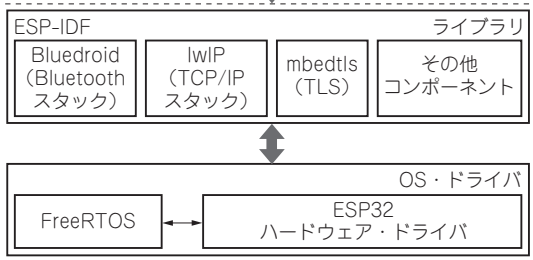 ESP-IDF ライブラリ
Bluedroid
(Bluetooth
スタック)
lwIP
(TCP/IP
スタック)
mbedtls
(TLS)
その他
コンポーネント
OS・ドライバ
FreeRTOS
ESP32
ハードウェア・ドライバ